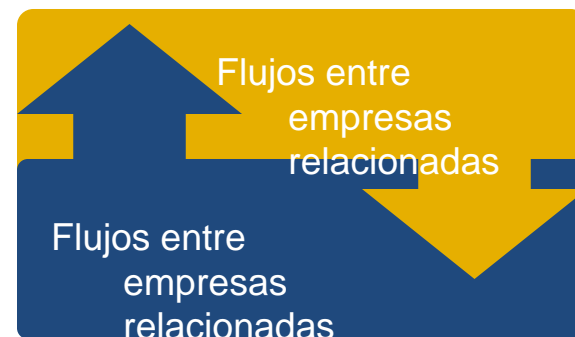 Flujos entre
empresas
relacionadas
Flujos entre
empresas
relacionadas